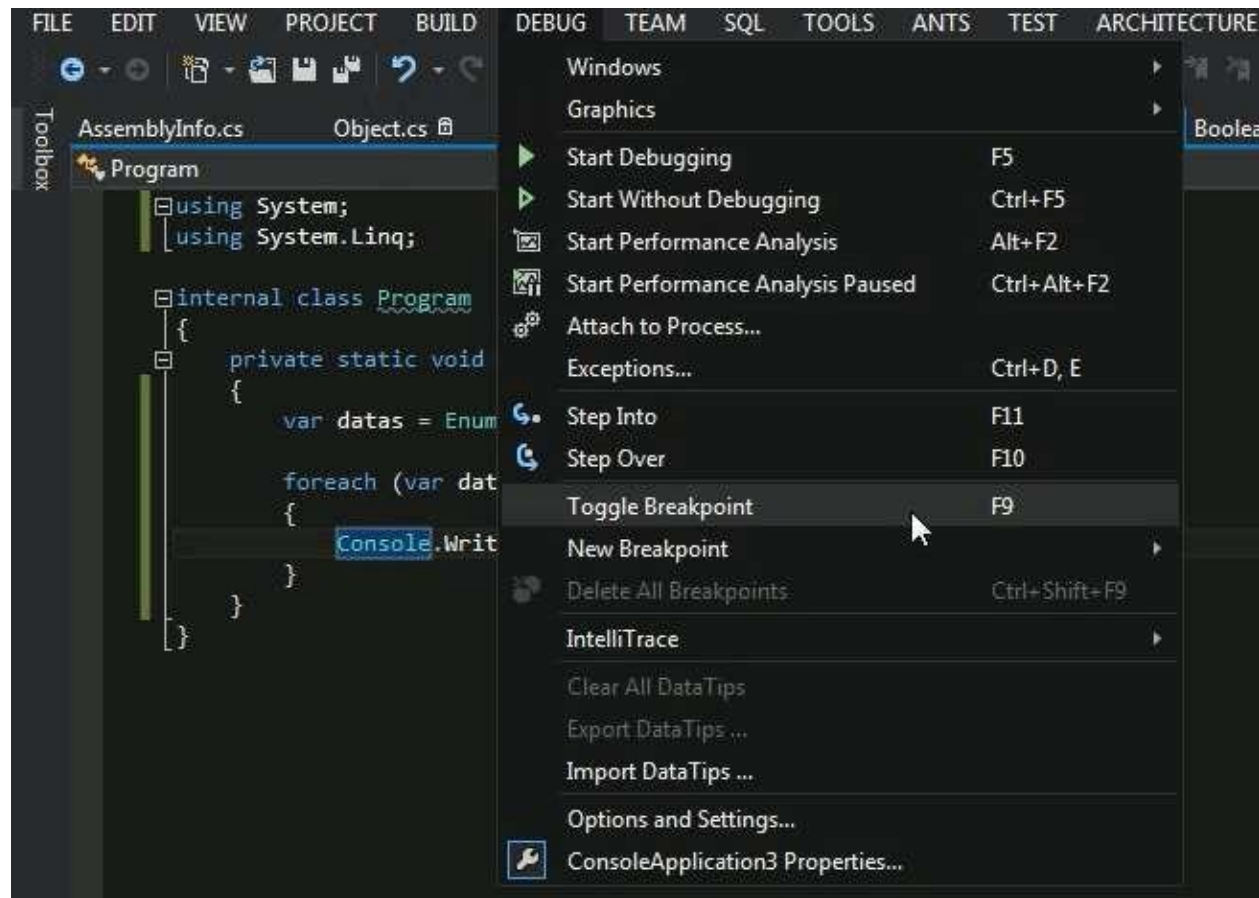 FILE EDIT VIEW PROJECT BUILD DEBUG TEAM SQL TOOLS ANTS TEST ARCHITECTURE
Toolbox
AssemblyInfo.cs Object.cs
Program
using System;
using System.Linq;
internal class Program
{
private static void
{
var datas = Enum
foreach (var dat
{
Console.Writ
}
}
}
Windows
Graphics
Start Debugging F5
Start Without Debugging Ctrl+F5
Start Performance Analysis Alt+F2
Start Performance Analysis Paused Ctrl+Alt+F2
Attach to Process...
Exceptions... Ctrl+D, E
Step Into F11
Step Over F10
Toggle Breakpoint F9
New Breakpoint
Delete All Breakpoints Ctrl+Shift+F9
IntelliTrace
Clear All DataTips
Export DataTips ...
Import DataTips ...
Options and Settings...
ConsoleApplication3 Properties...
Boolea